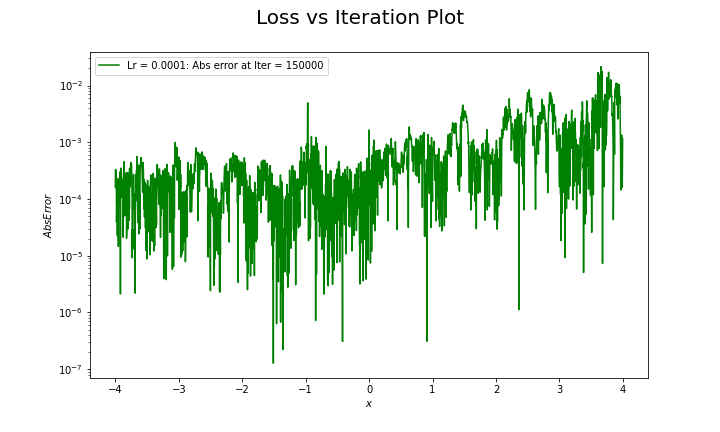 Loss vs Iteration Plot
Lr = 0.0001: Abs error at Iter = 150000
10⁻²
10⁻³
10⁻⁴
10⁻⁵
10⁻⁶
10⁻⁷
AbsError
−4 −3 −2 −1 0 1 2 3 4
x